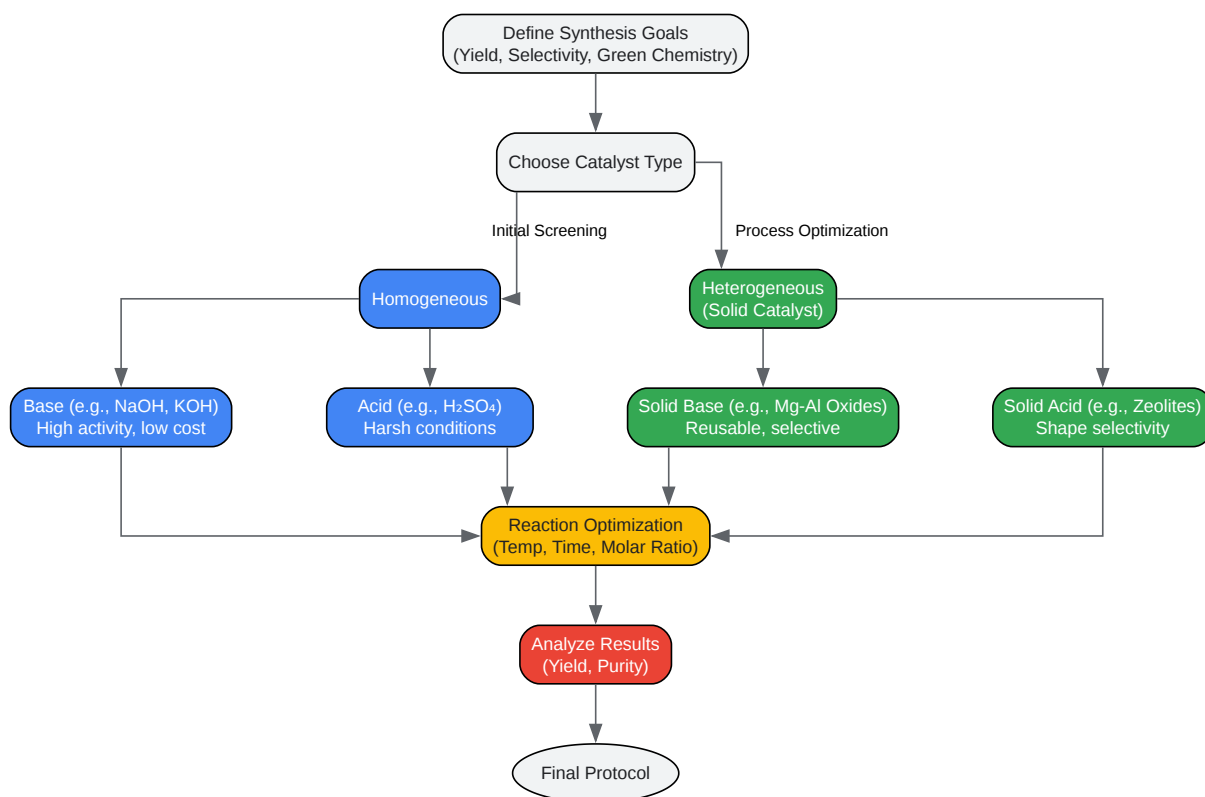 Define Synthesis Goals
(Yield, Selectivity, Green Chemistry)
Choose Catalyst Type
Initial Screening
Process Optimization
Homogeneous
Heterogeneous
(Solid Catalyst)
Base (e.g., NaOH, KOH)
High activity, low cost
Acid (e.g., H₂SO₄)
Harsh conditions
Solid Base (e.g., Mg-Al Oxides)
Reusable, selective
Solid Acid (e.g., Zeolites)
Shape selectivity
Reaction Optimization
(Temp, Time, Molar Ratio)
Analyze Results
(Yield, Purity)
Final Protocol